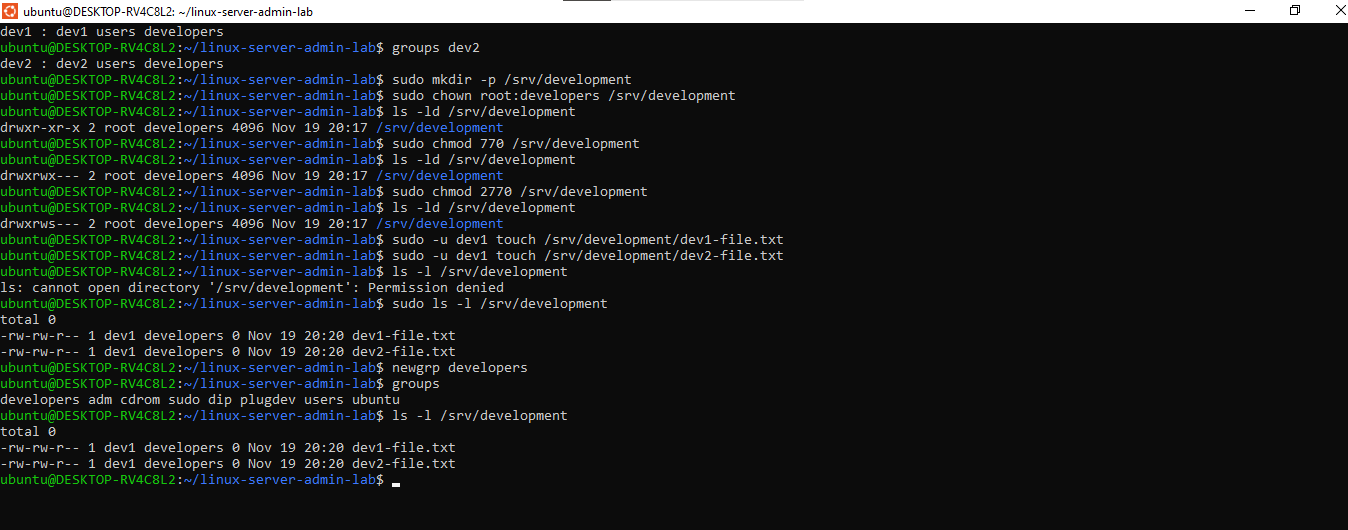 ubuntu@DESKTOP-RV4C8L2: ~/linux-server-admin-lab
dev1 : dev1 users developers
ubuntu@DESKTOP-RV4C8L2:~/linux-server-admin-lab$ groups dev2
dev2 : dev2 users developers
ubuntu@DESKTOP-RV4C8L2:~/linux-server-admin-lab$ sudo mkdir -p /srv/development
ubuntu@DESKTOP-RV4C8L2:~/linux-server-admin-lab$ sudo chown root:developers /srv/development
ubuntu@DESKTOP-RV4C8L2:~/linux-server-admin-lab$ ls -ld /srv/development
drwxr-xr-x 2 root developers 4096 Nov 19 20:17 /srv/development
ubuntu@DESKTOP-RV4C8L2:~/linux-server-admin-lab$ sudo chmod 770 /srv/development
ubuntu@DESKTOP-RV4C8L2:~/linux-server-admin-lab$ ls -ld /srv/development
drwxrwx--- 2 root developers 4096 Nov 19 20:17 /srv/development
ubuntu@DESKTOP-RV4C8L2:~/linux-server-admin-lab$ sudo chmod 2770 /srv/development
ubuntu@DESKTOP-RV4C8L2:~/linux-server-admin-lab$ ls -ld /srv/development
drwxrws--- 2 root developers 4096 Nov 19 20:17 /srv/development
ubuntu@DESKTOP-RV4C8L2:~/linux-server-admin-lab$ sudo -u dev1 touch /srv/development/dev1-file.txt
ubuntu@DESKTOP-RV4C8L2:~/linux-server-admin-lab$ sudo -u dev1 touch /srv/development/dev2-file.txt
ubuntu@DESKTOP-RV4C8L2:~/linux-server-admin-lab$ ls -l /srv/development
ls: cannot open directory '/srv/development': Permission denied
ubuntu@DESKTOP-RV4C8L2:~/linux-server-admin-lab$ sudo ls -l /srv/development
total 0
-rw-rw-r-- 1 dev1 developers 0 Nov 19 20:20 dev1-file.txt
-rw-rw-r-- 1 dev1 developers 0 Nov 19 20:20 dev2-file.txt
ubuntu@DESKTOP-RV4C8L2:~/linux-server-admin-lab$ newgrp developers
ubuntu@DESKTOP-RV4C8L2:~/linux-server-admin-lab$ groups
developers adm cdrom sudo dip plugdev users ubuntu
ubuntu@DESKTOP-RV4C8L2:~/linux-server-admin-lab$ ls -l /srv/development
total 0
-rw-rw-r-- 1 dev1 developers 0 Nov 19 20:20 dev1-file.txt
-rw-rw-r-- 1 dev1 developers 0 Nov 19 20:20 dev2-file.txt
ubuntu@DESKTOP-RV4C8L2:~/linux-server-admin-lab$